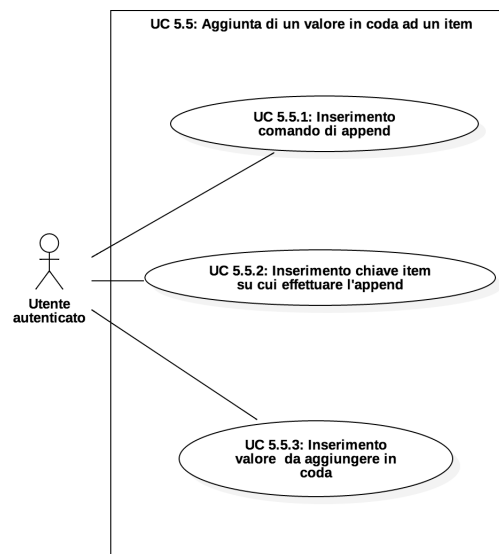 UC 5.5: Aggiunta di un valore in coda ad un item
UC 5.5.1: Inserimento
comando di append
UC 5.5.2: Inserimento chiave item
su cui effettuare l'append
Utente
autenticato
UC 5.5.3: Inserimento
valore da aggiungere in
coda